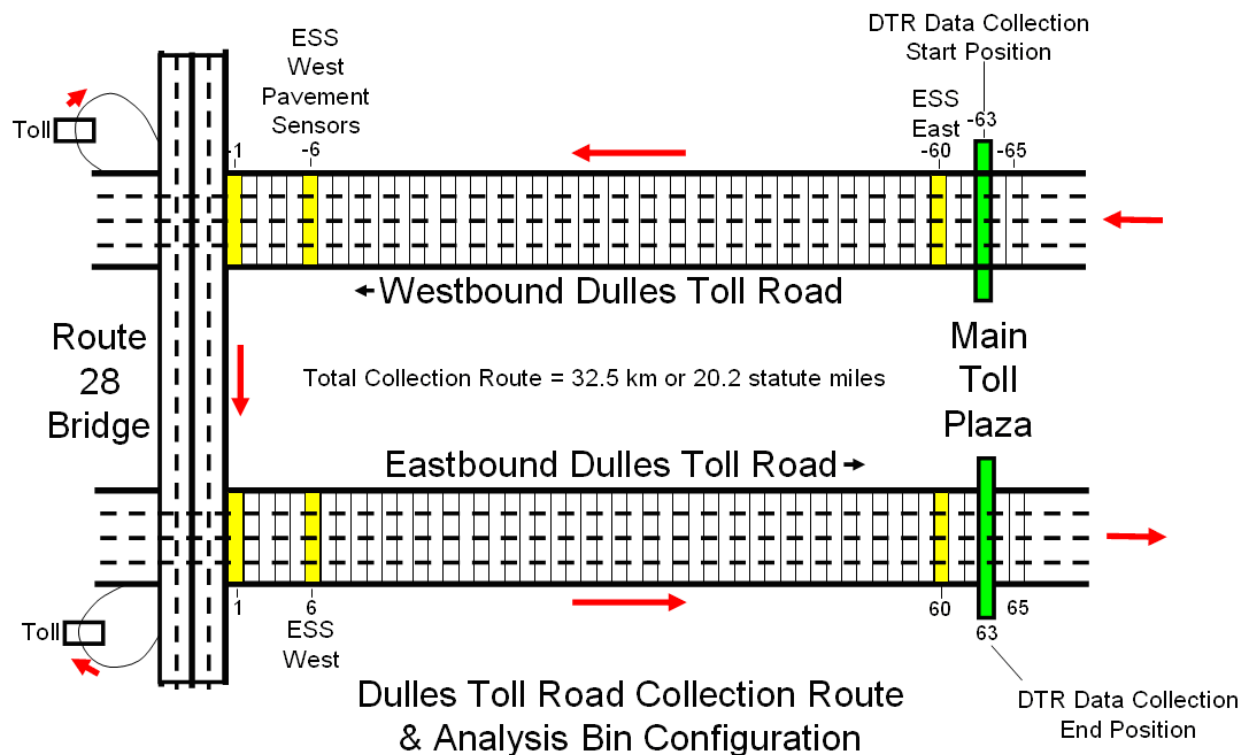 DTR Data Collection
Start Position
ESS
West
Pavement
Sensors
ESS
East
-63
Toll
-1
-6
-60
-65
Westbound Dulles Toll Road
Route
28
Bridge
Total Collection Route = 32.5 km or 20.2 statute miles
Main
Toll
Plaza
Eastbound Dulles Toll Road
1
6
60
65
ESS
West
Toll
63
Dulles Toll Road Collection Route
& Analysis Bin Configuration
DTR Data Collection
End Position